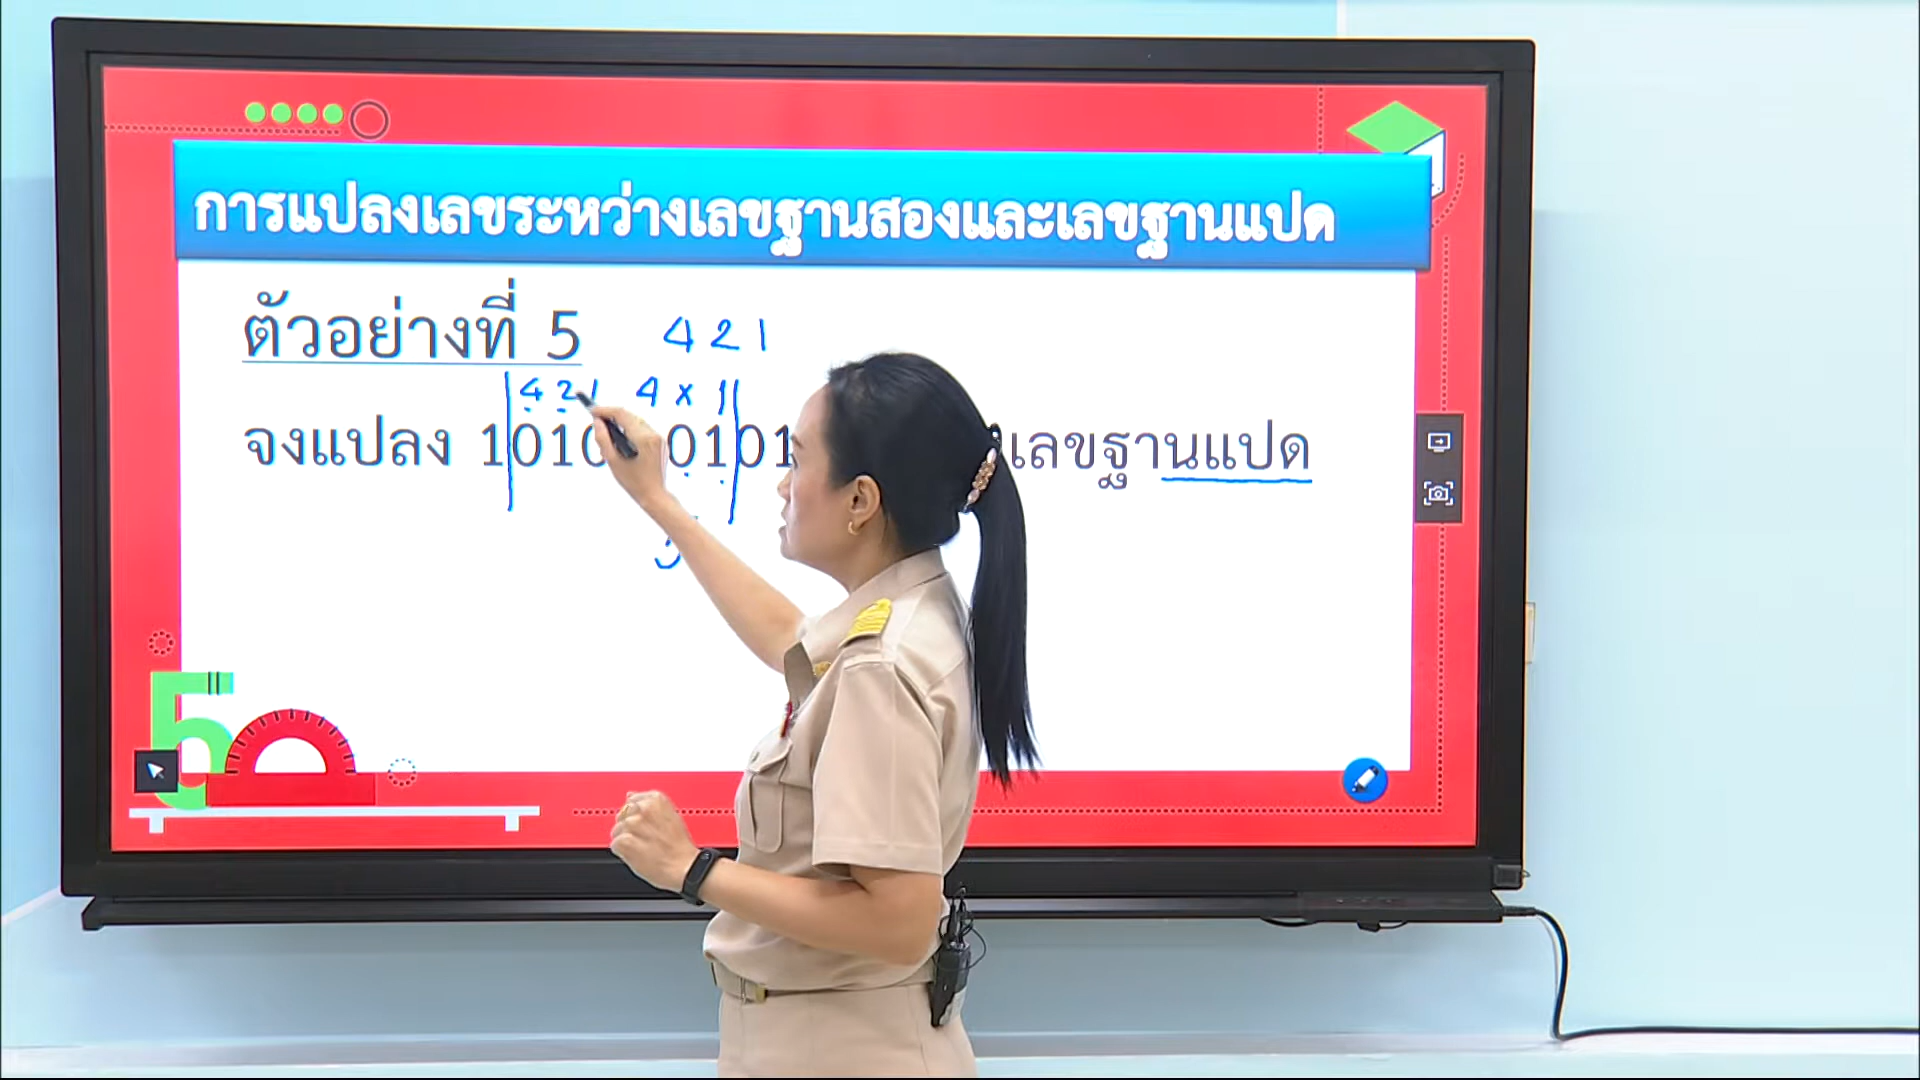 การแปลงเลขระหว่างเลขฐานสองและเลขฐานแปด
ตัวอย่างที่ 5 4 2 1
4 2 1 4 x 1
จงแปลง 1010 0101 เลขฐานแปด
5